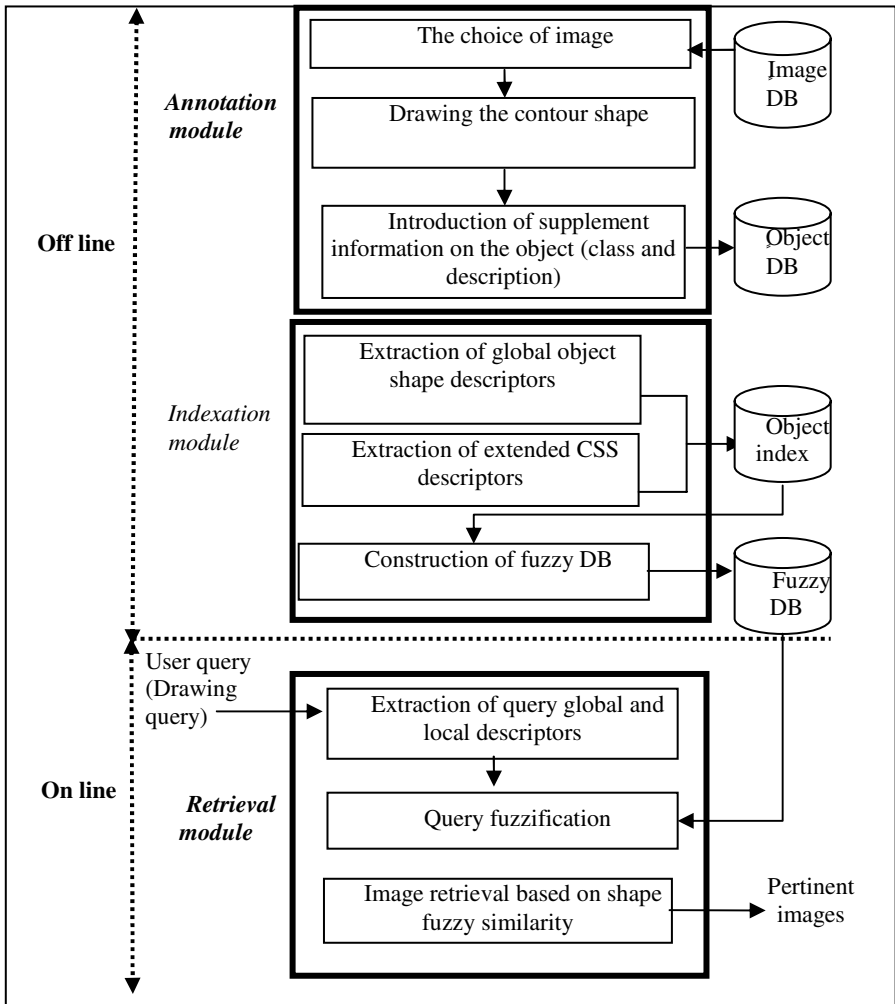 The choice of image
Image
DB
Annotation
module
Drawing the contour shape
Off line
Introduction of supplement
information on the object (class and
description)
Object
DB
Extraction of global object
shape descriptors
Indexation
module
Extraction of extended CSS
descriptors
Object
index
Construction of fuzzy DB
Fuzzy
DB
User query
(Drawing
query)
Extraction of query global and
local descriptors
On line
Retrieval
module
Query fuzzification
Image retrieval based on shape
fuzzy similarity
Pertinent
images